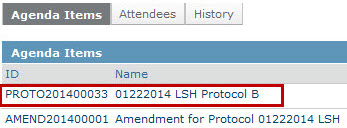 Agenda Items Attendees History
Agenda Items
ID Name
PROTO201400033 01222014 LSH Protocol B
AMEND201400001 Amendment for Protocol 01222014 LSH